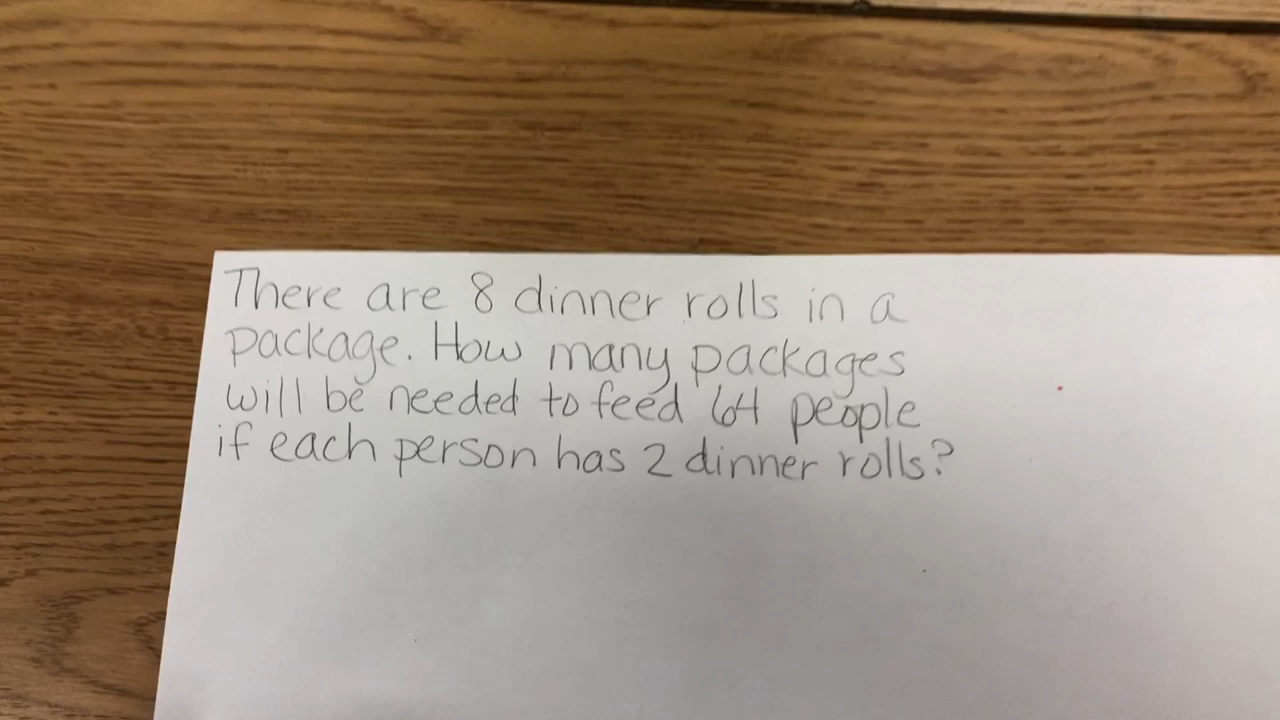 There are 8 dinner rolls in a
package. How many packages
will be needed to feed 64 people
if each person has 2 dinner rolls?